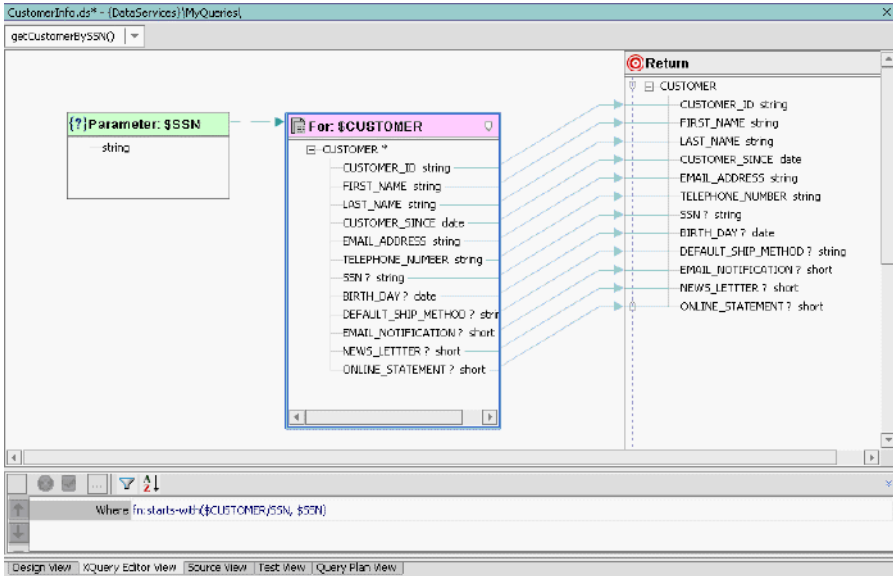 CustomerInfo.ds* - {DataServices}\MyQueries\
getCustomerBySSN()
{?}Parameter: $SSN
string
For: $CUSTOMER
CUSTOMER *
CUSTOMER_ID string
FIRST_NAME string
LAST_NAME string
CUSTOMER_SINCE date
EMAIL_ADDRESS string
TELEPHONE_NUMBER string
SSN ? string
BIRTH_DAY ? date
DEFAULT_SHIP_METHOD ? strir
EMAIL_NOTIFICATION ? short
NEWS_LETTTER ? short
ONLINE_STATEMENT ? short
Return
CUSTOMER
CUSTOMER_ID string
FIRST_NAME string
LAST_NAME string
CUSTOMER_SINCE date
EMAIL_ADDRESS string
TELEPHONE_NUMBER string
SSN ? string
BIRTH_DAY ? date
DEFAULT_SHIP_METHOD ? string
EMAIL_NOTIFICATION ? short
NEWS_LETTTER ? short
ONLINE_STATEMENT ? short
Where fn:starts-with($CUSTOMER/SSN, $SSN)
Design View XQuery Editor View Source View Test View Query Plan View